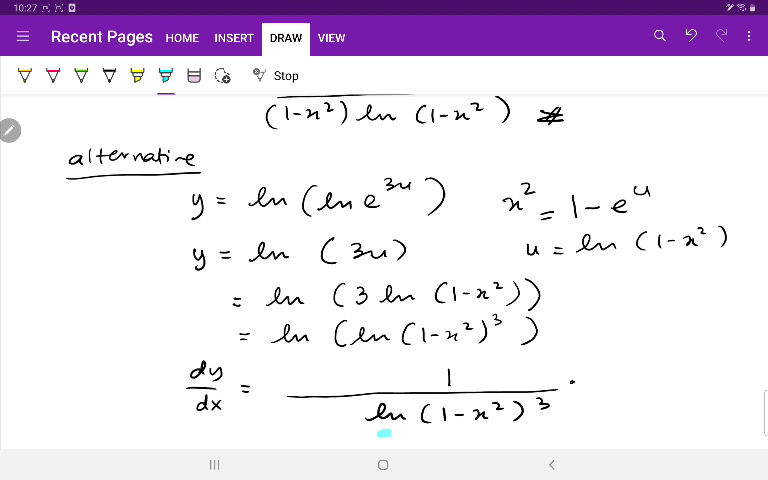 10:27
Recent Pages HOME INSERT DRAW VIEW
Stop
(1-x²) ln (1-x²)
alternative
y = ln (ln e^3u) x² = 1 - e^u
y = ln (3u) u = ln (1-x²)
= ln (3 ln (1-x²))
= ln (ln (1-x²)³)
dy/dx = 1/ln (1-x²)³ ·